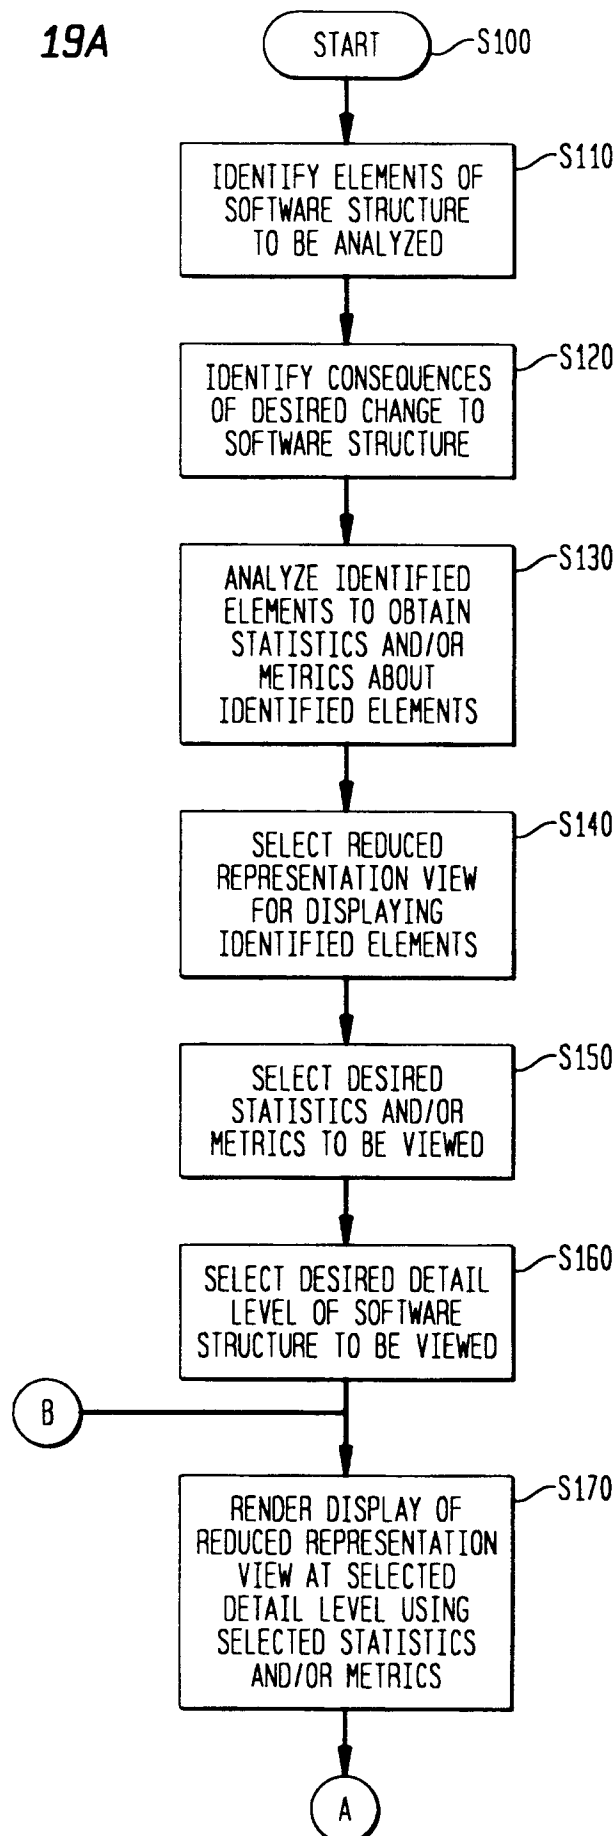 19A
START
S100
S110
IDENTIFY ELEMENTS OF
SOFTWARE STRUCTURE
TO BE ANALYZED
S120
IDENTIFY CONSEQUENCES
OF DESIRED CHANGE TO
SOFTWARE STRUCTURE
S130
ANALYZE IDENTIFIED
ELEMENTS TO OBTAIN
STATISTICS AND/OR
METRICS ABOUT
IDENTIFIED ELEMENTS
S140
SELECT REDUCED
REPRESENTATION VIEW
FOR DISPLAYING
IDENTIFIED ELEMENTS
S150
SELECT DESIRED
STATISTICS AND/OR
METRICS TO BE VIEWED
S160
SELECT DESIRED DETAIL
LEVEL OF SOFTWARE
STRUCTURE TO BE VIEWED
B
S170
RENDER DISPLAY OF
REDUCED REPRESENTATION
VIEW AT SELECTED
DETAIL LEVEL USING
SELECTED STATISTICS
AND/OR METRICS
A